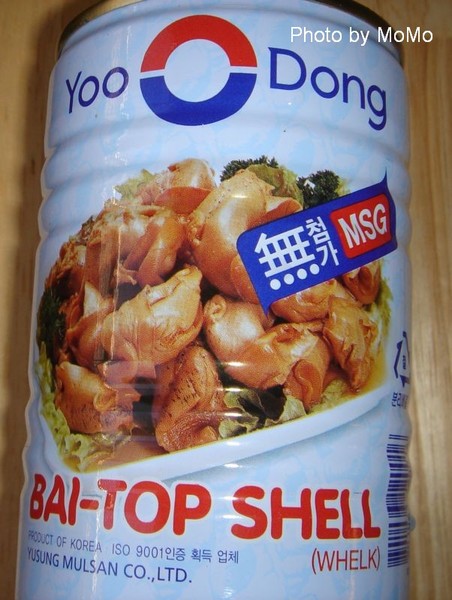 Photo by MoMo
Yoo Dong
無 첨가 MSG
BAI-TOP SHELL
(WHELK)
PRODUCT OF KOREA ISO 9001인증 획득 업체
YUSUNG MULSAN CO.,LTD.